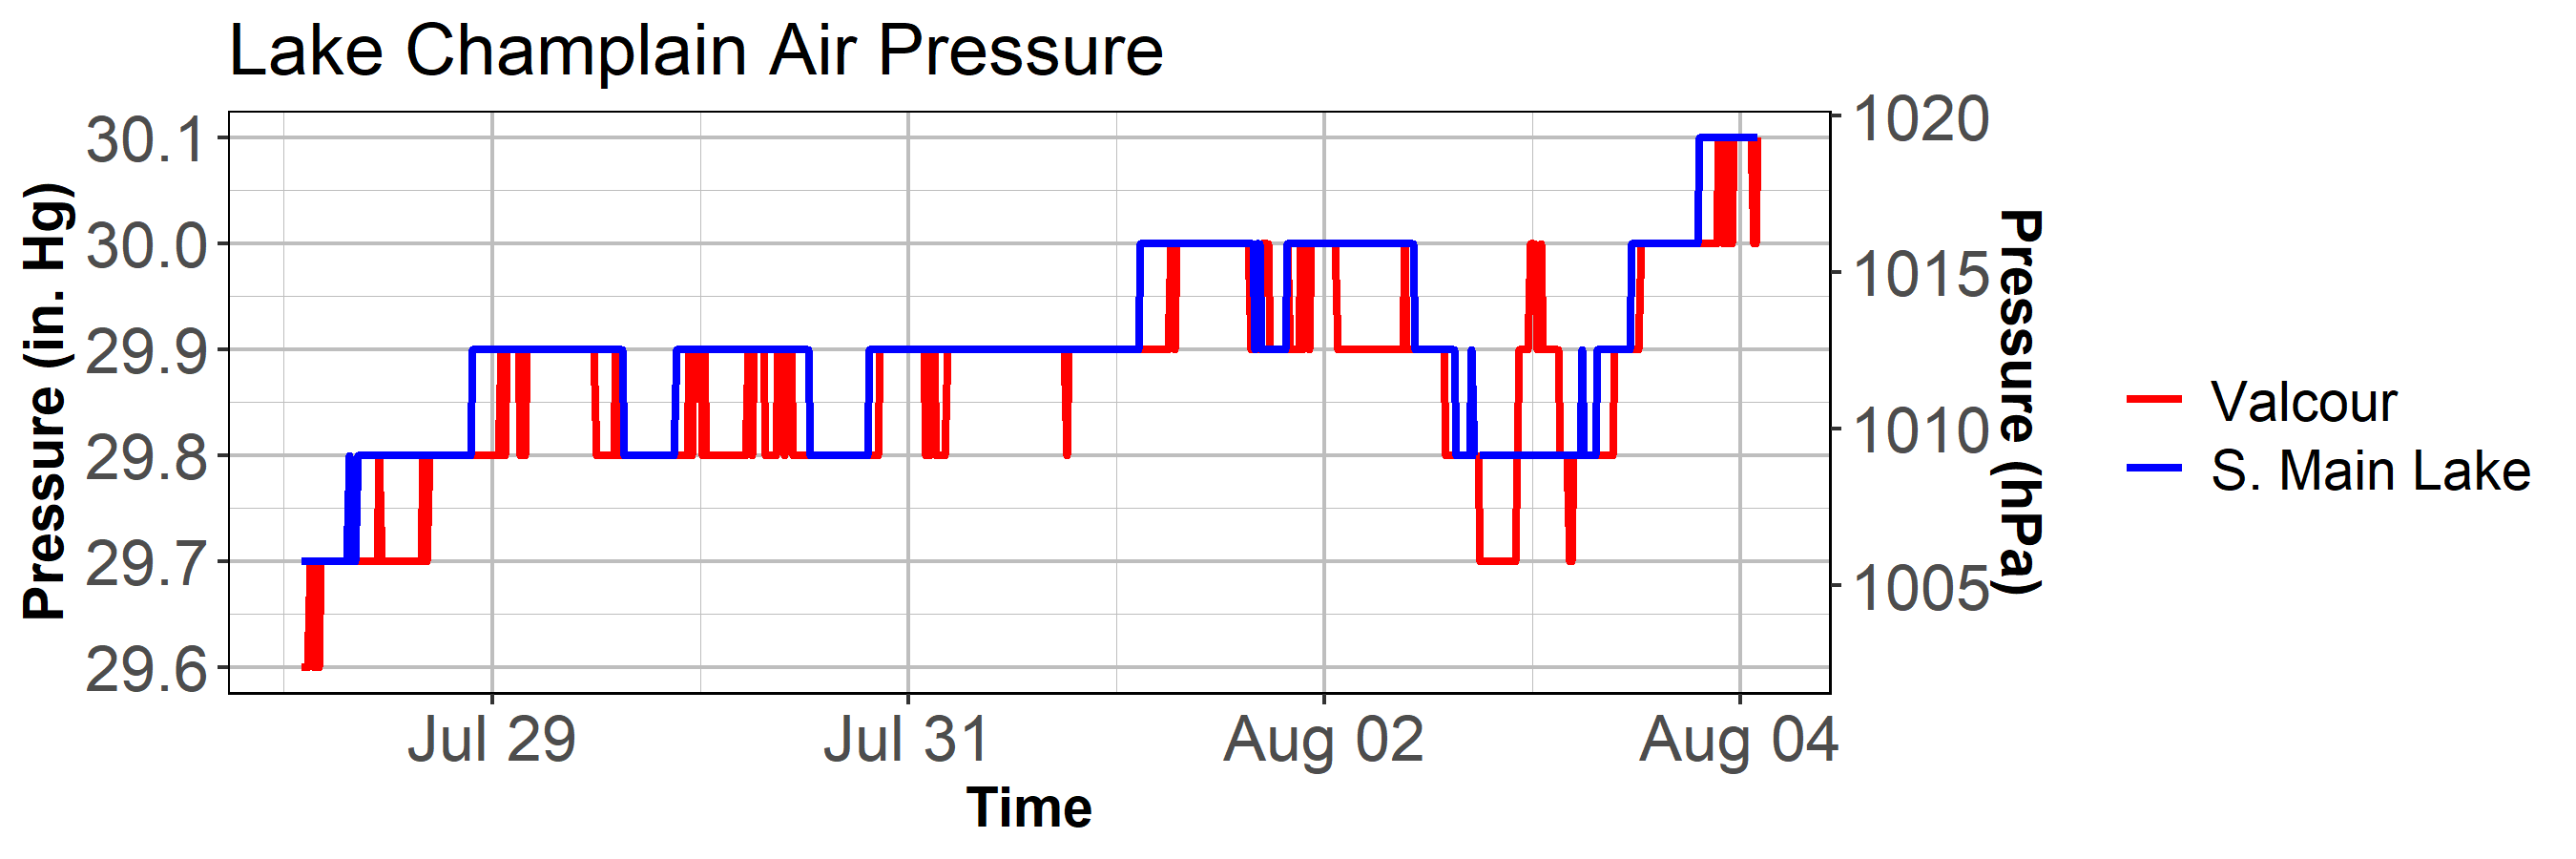 Lake Champlain Air Pressure
Pressure (in. Hg)
30.1
30.0
29.9
29.8
29.7
29.6
1020
1015
1010
1005
Pressure (hPa)
Jul 29
Jul 31
Aug 02
Aug 04
Time
Valcour
S. Main Lake